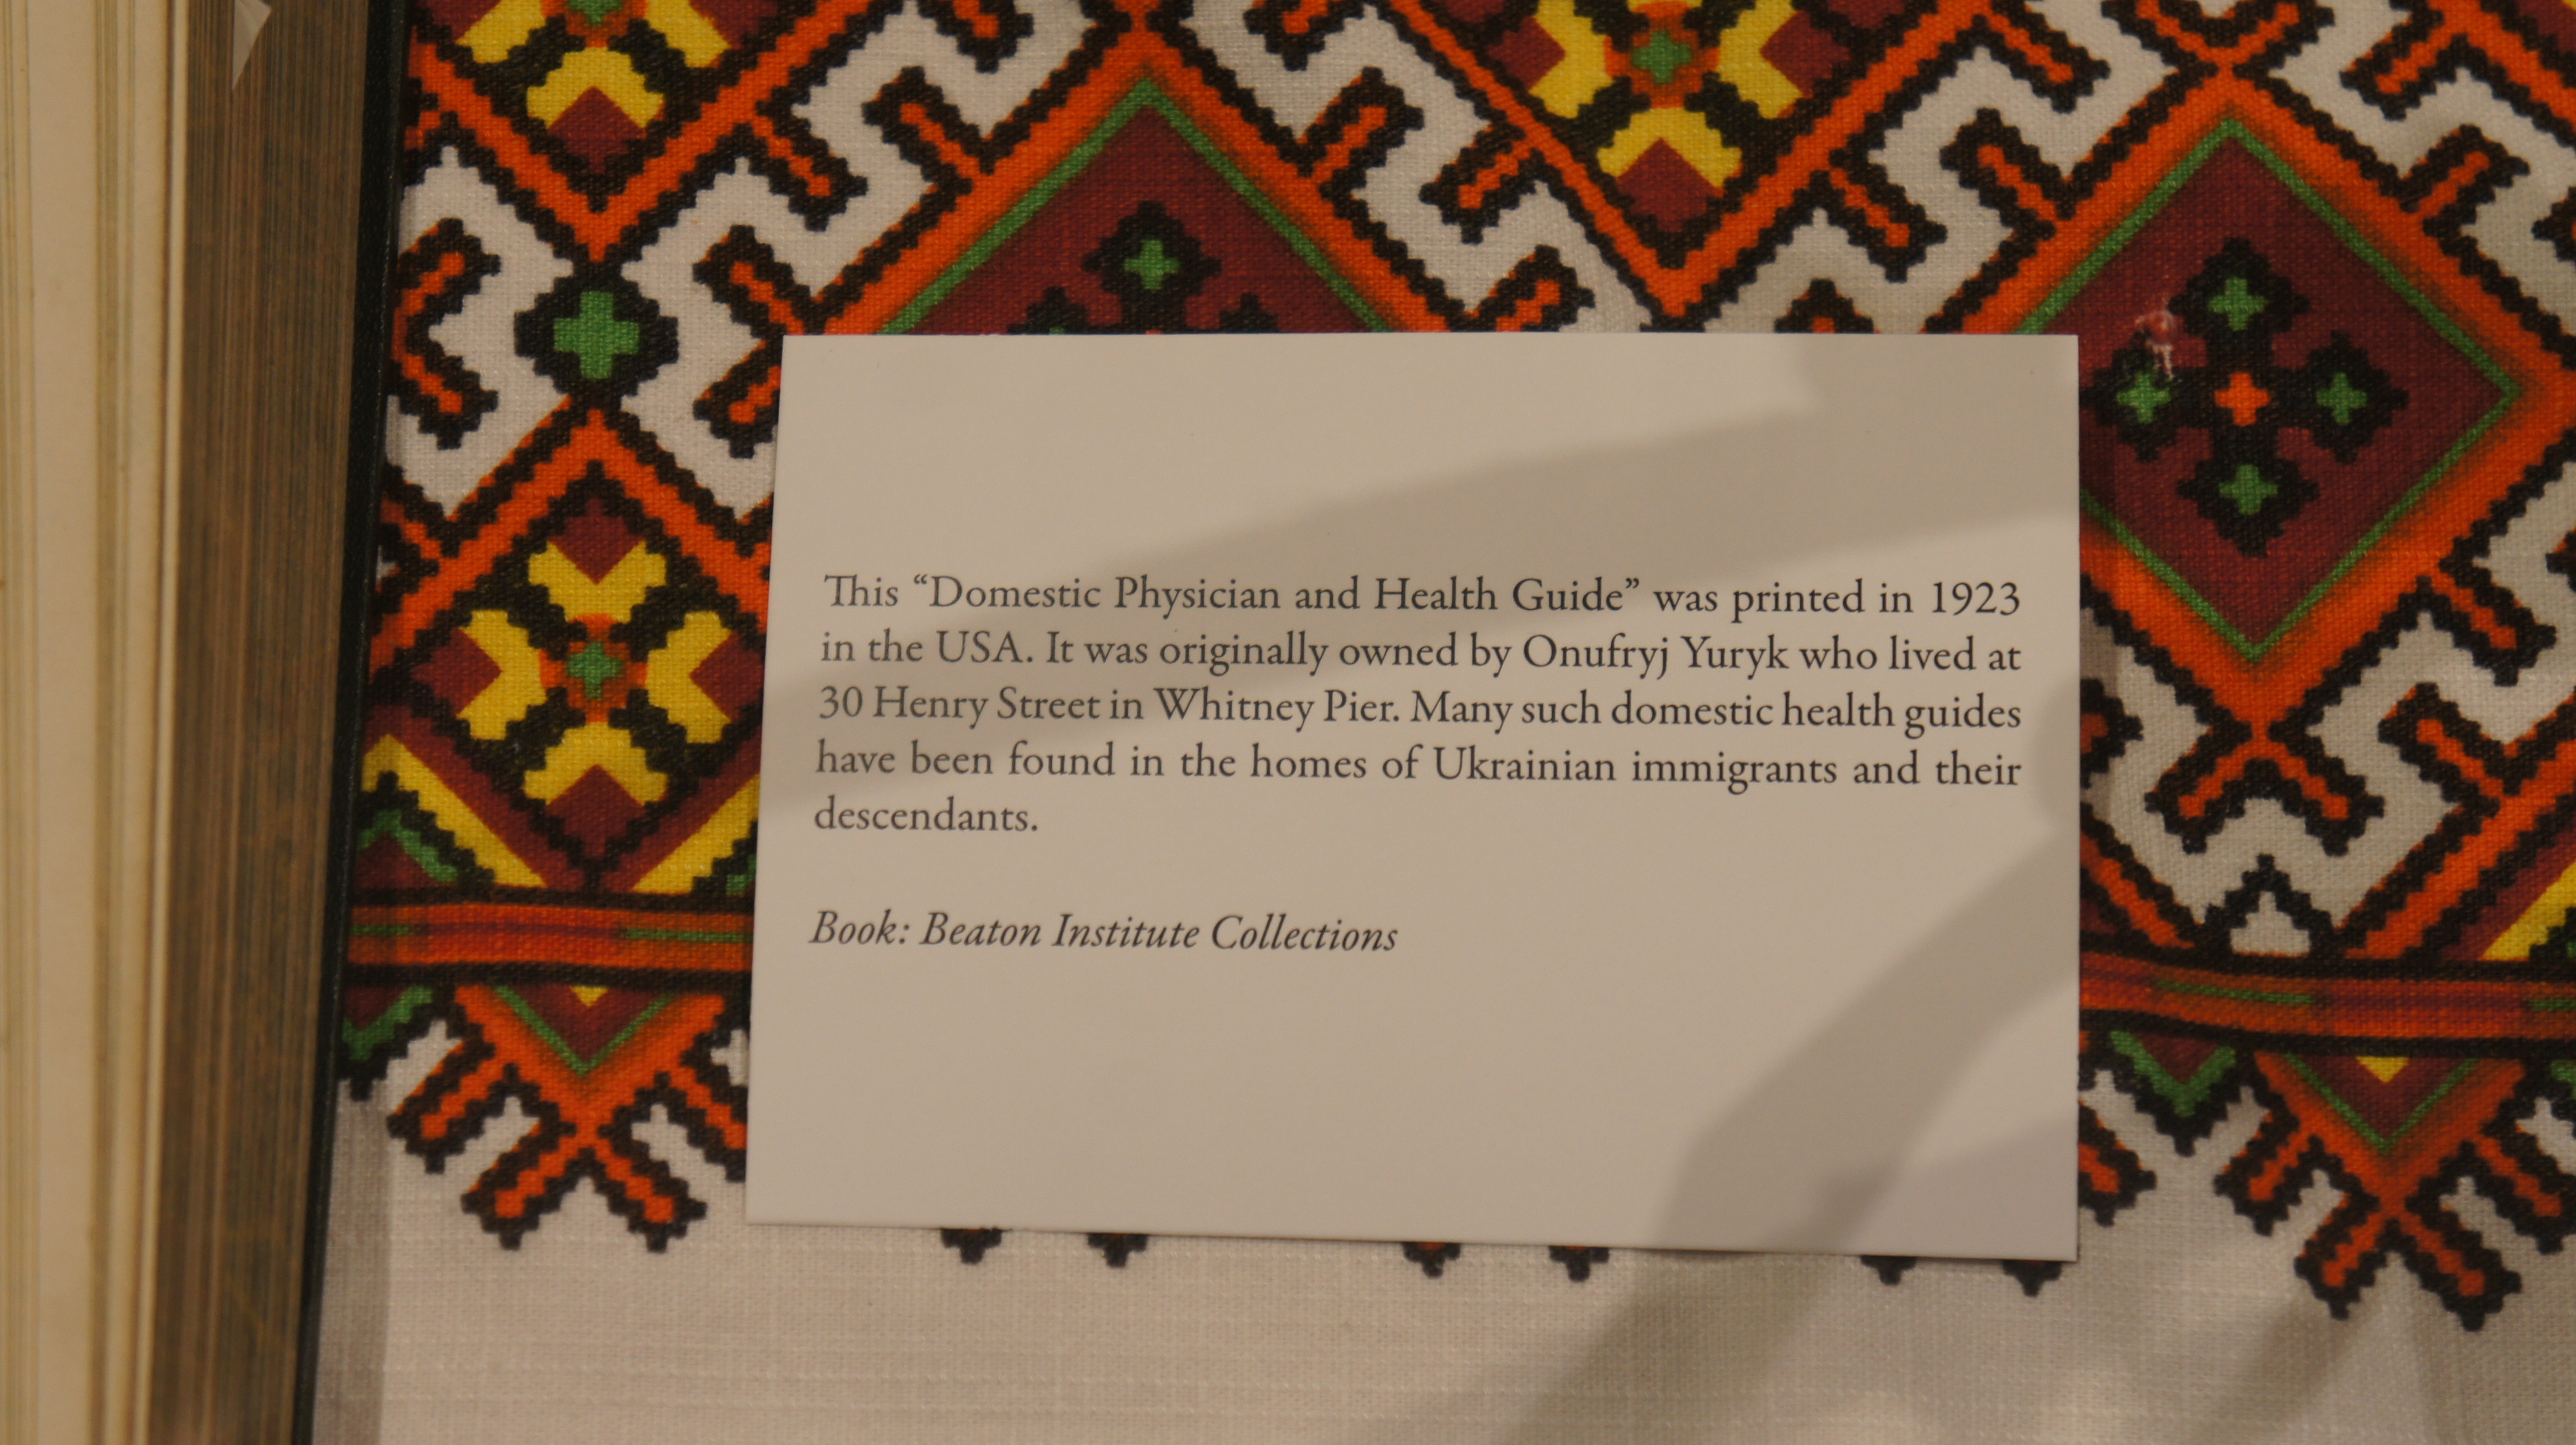 This “Domestic Physician and Health Guide” was printed in 1923
in the USA. It was originally owned by Onufryj Yuryk who lived at
30 Henry Street in Whitney Pier. Many such domestic health guides
have been found in the homes of Ukrainian immigrants and their
descendants.
Book: Beaton Institute Collections